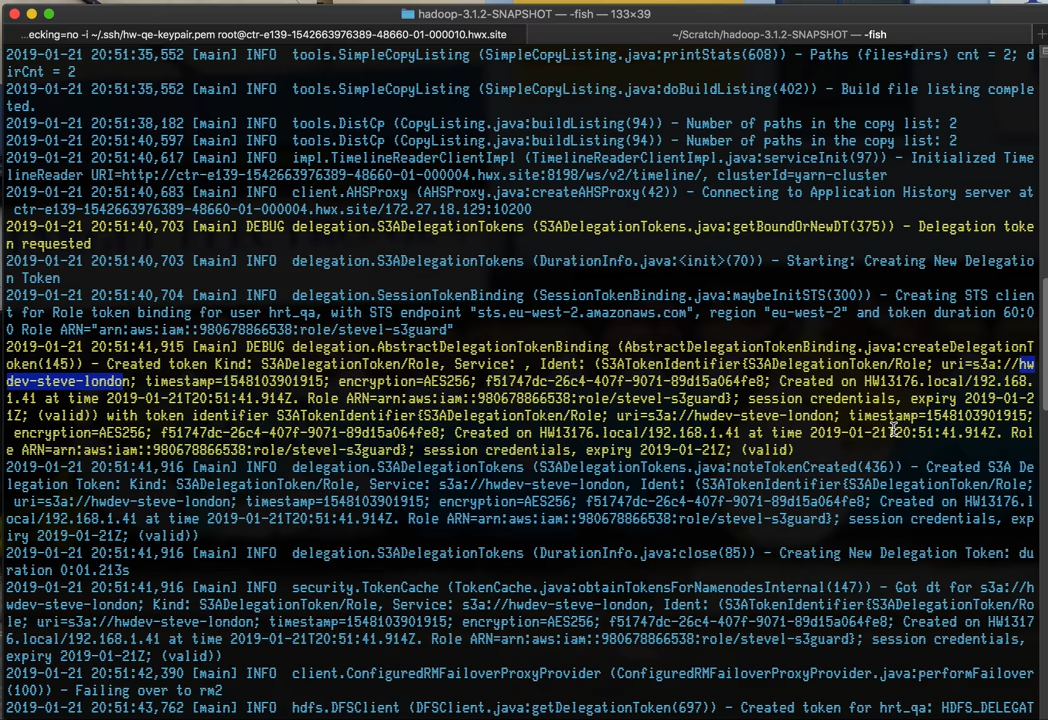 hadoop-3.1.2-SNAPSHOT — -fish — 133×39
...ecking=no -i ~/.ssh/hw-qe-keypair.pem root@ctr-e139-1542663976389-48660-01-000010.hwx.site
~/Scratch/hadoop-3.1.2-SNAPSHOT — -fish
2019-01-21 20:51:35,552 [main] INFO  tools.SimpleCopyListing (SimpleCopyListing.java:printStats(608)) - Paths (files+dirs) cnt = 2; d
irCnt = 2
2019-01-21 20:51:35,552 [main] INFO  tools.SimpleCopyListing (SimpleCopyListing.java:doBuildListing(402)) - Build file listing comple
ted.
2019-01-21 20:51:38,182 [main] INFO  tools.DistCp (CopyListing.java:buildListing(94)) - Number of paths in the copy list: 2
2019-01-21 20:51:40,597 [main] INFO  tools.DistCp (CopyListing.java:buildListing(94)) - Number of paths in the copy list: 2
2019-01-21 20:51:40,617 [main] INFO  impl.TimelineReaderClientImpl (TimelineReaderClientImpl.java:serviceInit(97)) - Initialized Time
lineReader URI=http://ctr-e139-1542663976389-48660-01-000004.hwx.site:8198/ws/v2/timeline/, clusterId=yarn-cluster
2019-01-21 20:51:40,683 [main] INFO  client.AHSProxy (AHSProxy.java:createAHSProxy(42)) - Connecting to Application History server at
 ctr-e139-1542663976389-48660-01-000004.hwx.site/172.27.18.129:10200
2019-01-21 20:51:40,703 [main] DEBUG delegation.S3ADelegationTokens (S3ADelegationTokens.java:getBoundOrNewDT(375)) - Delegation toke
n requested
2019-01-21 20:51:40,703 [main] INFO  delegation.S3ADelegationTokens (DurationInfo.java:<init>(70)) - Starting: Creating New Delegatio
n Token
2019-01-21 20:51:40,704 [main] INFO  delegation.SessionTokenBinding (SessionTokenBinding.java:maybeInitSTS(300)) - Creating STS clien
t for Role token binding for user hrt_qa, with STS endpoint "sts.eu-west-2.amazonaws.com", region "eu-west-2" and token duration 60:0
0 Role ARN="arn:aws:iam::980678866538:role/stevel-s3guard"
2019-01-21 20:51:41,915 [main] DEBUG delegation.AbstractDelegationTokenBinding (AbstractDelegationTokenBinding.java:createDelegationT
oken(145)) - Created token Kind: S3ADelegationToken/Role, Service: , Ident: (S3ATokenIdentifier{S3ADelegationToken/Role; uri=s3a://hw
dev-steve-london; timestamp=1548103901915; encryption=AES256; f51747dc-26c4-407f-9071-89d15a064fe8; Created on HW13176.local/192.168.
1.41 at time 2019-01-21T20:51:41.914Z. Role ARN=arn:aws:iam::980678866538:role/stevel-s3guard}; session credentials, expiry 2019-01-2
1Z; (valid)) with token identifier S3ATokenIdentifier{S3ADelegationToken/Role; uri=s3a://hwdev-steve-london; timestamp=1548103901915;
 encryption=AES256; f51747dc-26c4-407f-9071-89d15a064fe8; Created on HW13176.local/192.168.1.41 at time 2019-01-21T20:51:41.914Z. Rol
e ARN=arn:aws:iam::980678866538:role/stevel-s3guard}; session credentials, expiry 2019-01-21Z; (valid)
2019-01-21 20:51:41,916 [main] INFO  delegation.S3ADelegationTokens (S3ADelegationTokens.java:noteTokenCreated(436)) - Created S3A De
legation Token: Kind: S3ADelegationToken/Role, Service: s3a://hwdev-steve-london, Ident: (S3ATokenIdentifier{S3ADelegationToken/Role;
 uri=s3a://hwdev-steve-london; timestamp=1548103901915; encryption=AES256; f51747dc-26c4-407f-9071-89d15a064fe8; Created on HW13176.l
ocal/192.168.1.41 at time 2019-01-21T20:51:41.914Z. Role ARN=arn:aws:iam::980678866538:role/stevel-s3guard}; session credentials, exp
iry 2019-01-21Z; (valid))
2019-01-21 20:51:41,916 [main] INFO  delegation.S3ADelegationTokens (DurationInfo.java:close(85)) - Creating New Delegation Token: du
ration 0:01.213s
2019-01-21 20:51:41,916 [main] INFO  security.TokenCache (TokenCache.java:obtainTokensForNamenodesInternal(147)) - Got dt for s3a://h
wdev-steve-london; Kind: S3ADelegationToken/Role, Service: s3a://hwdev-steve-london, Ident: (S3ATokenIdentifier{S3ADelegationToken/Ro
le; uri=s3a://hwdev-steve-london; timestamp=1548103901915; encryption=AES256; f51747dc-26c4-407f-9071-89d15a064fe8; Created on HW1317
6.local/192.168.1.41 at time 2019-01-21T20:51:41.914Z. Role ARN=arn:aws:iam::980678866538:role/stevel-s3guard}; session credentials,
expiry 2019-01-21Z; (valid))
2019-01-21 20:51:42,390 [main] INFO  client.ConfiguredRMFailoverProxyProvider (ConfiguredRMFailoverProxyProvider.java:performFailover
(100)) - Failing over to rm2
2019-01-21 20:51:43,762 [main] INFO  hdfs.DFSClient (DFSClient.java:getDelegationToken(697)) - Created token for hrt_qa: HDFS_DELEGAT